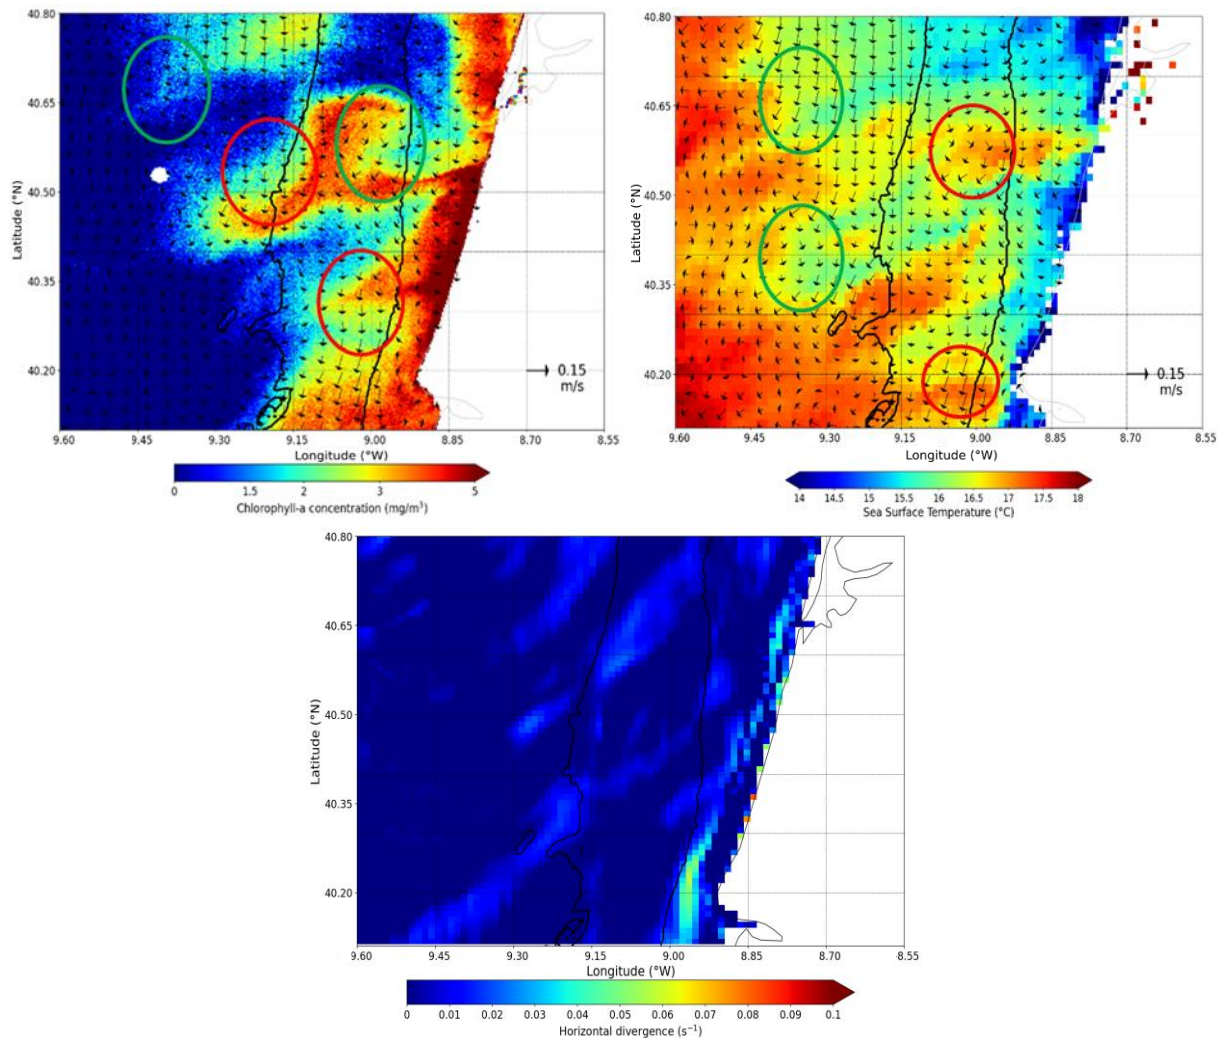 40.80
40.65
40.50
40.35
40.20
Latitude (°N)
0.15
m/s
9.60 9.45 9.30 9.15 9.00 8.85 8.70 8.55
Longitude (°W)
0 1.5 2 3 5
Chlorophyll-a concentration (mg/m³)
40.80
40.65
40.50
40.35
40.20
Latitude (°N)
0.15
m/s
9.60 9.45 9.30 9.15 9.00 8.85 8.70 8.55
Longitude (°W)
14 14.5 15 15.5 16 16.5 17 17.5 18
Sea Surface Temperature (°C)
40.80
40.65
40.50
40.35
40.20
Latitude (°N)
9.60 9.45 9.30 9.15 9.00 8.85 8.70 8.55
Longitude (°W)
0 0.01 0.02 0.03 0.04 0.05 0.06 0.07 0.08 0.09 0.1
Horizontal divergence (s⁻¹)